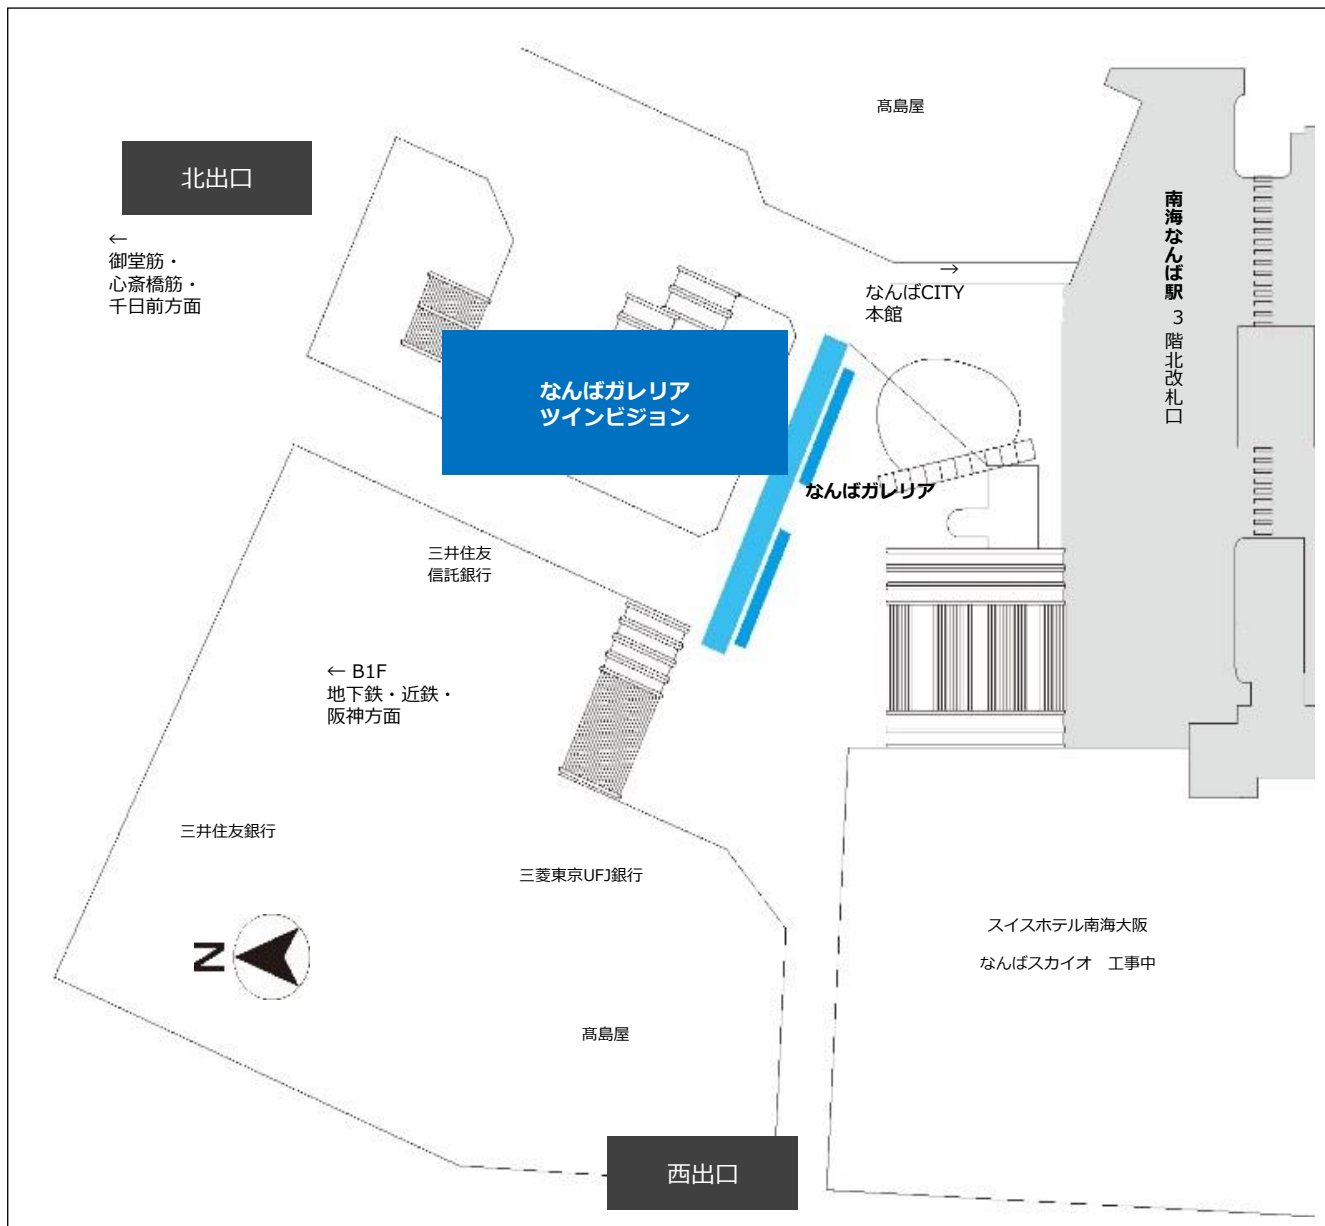 髙島屋
北出口
←
御堂筋・
心斎橋筋・
千日前方面
→
なんばCITY
本館
南海なんば駅 3階北改札口
なんばガレリア
ツインビジョン
なんばガレリア
三井住友
信託銀行
← B1F
地下鉄・近鉄・
阪神方面
三井住友銀行
三菱東京UFJ銀行
N
スイスホテル南海大阪
なんばスカイオ　工事中
髙島屋
西出口